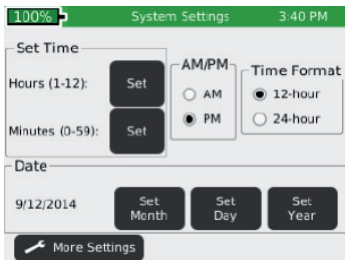 100% System Settings 3:40 PM
Set Time
AM/PM
Time Format
Hours (1-12): Set
AM
12-hour
PM
24-hour
Minutes (0-59): Set
Date
9/12/2014 Set Month Set Day Set Year
More Settings